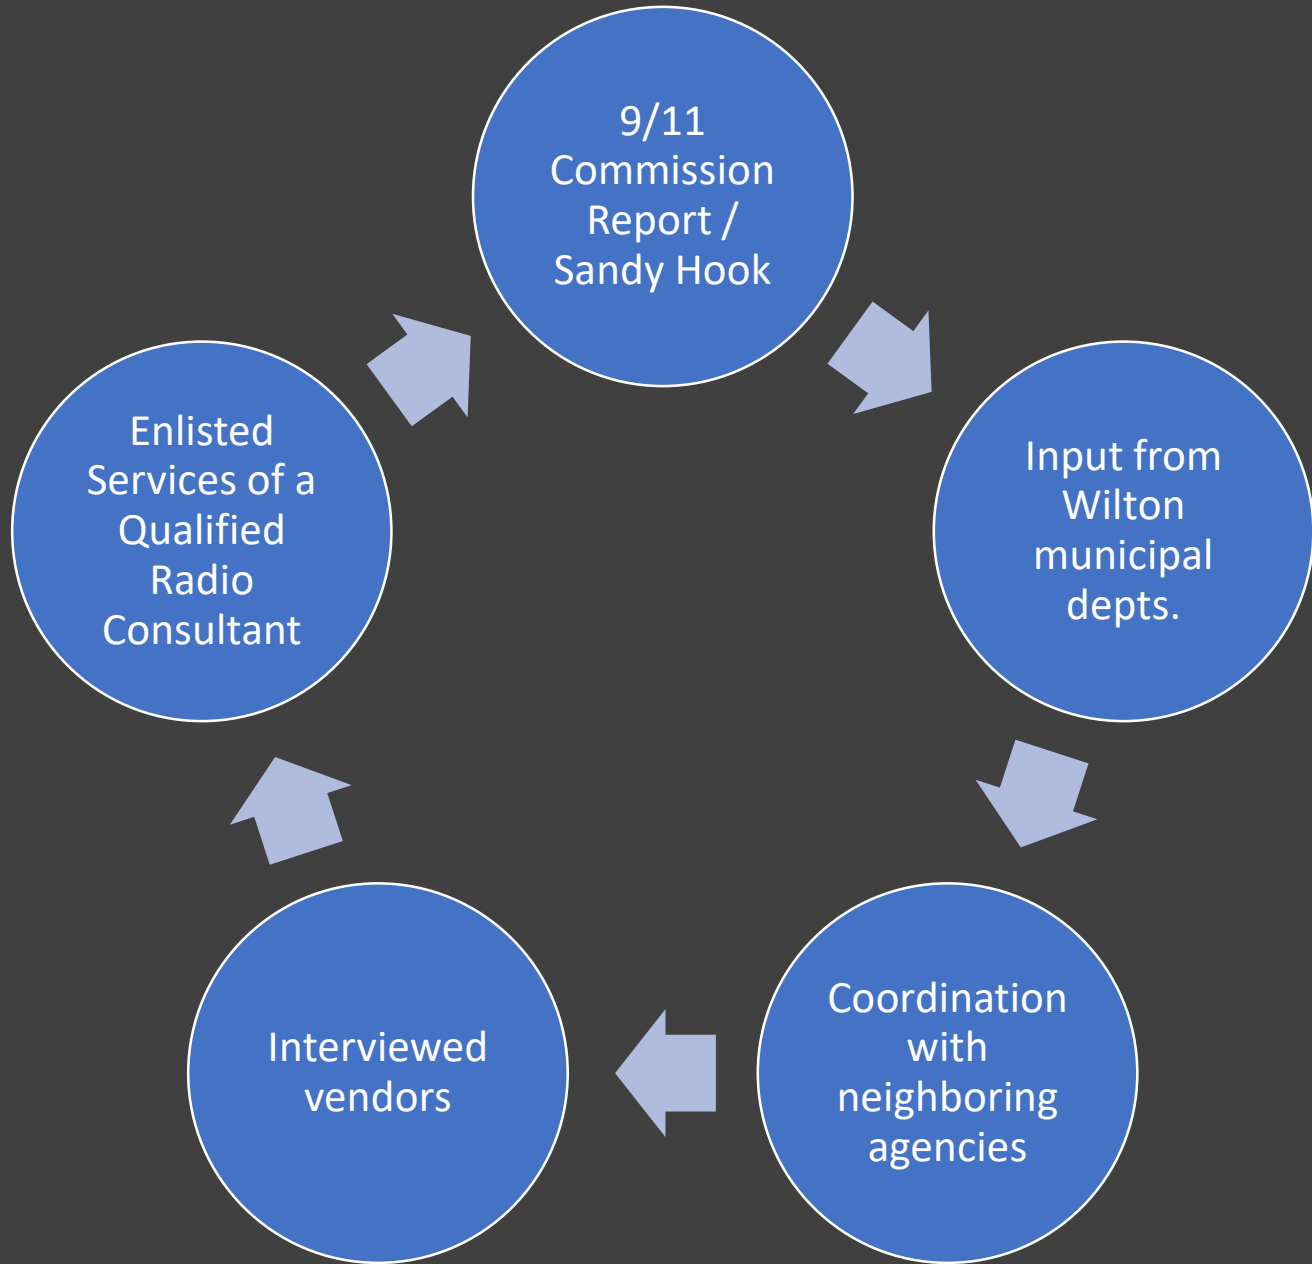 9/11
Commission
Report /
Sandy Hook
Input from
Wilton
municipal
depts.
Coordination
with
neighboring
agencies
Interviewed
vendors
Enlisted
Services of a
Qualified
Radio
Consultant